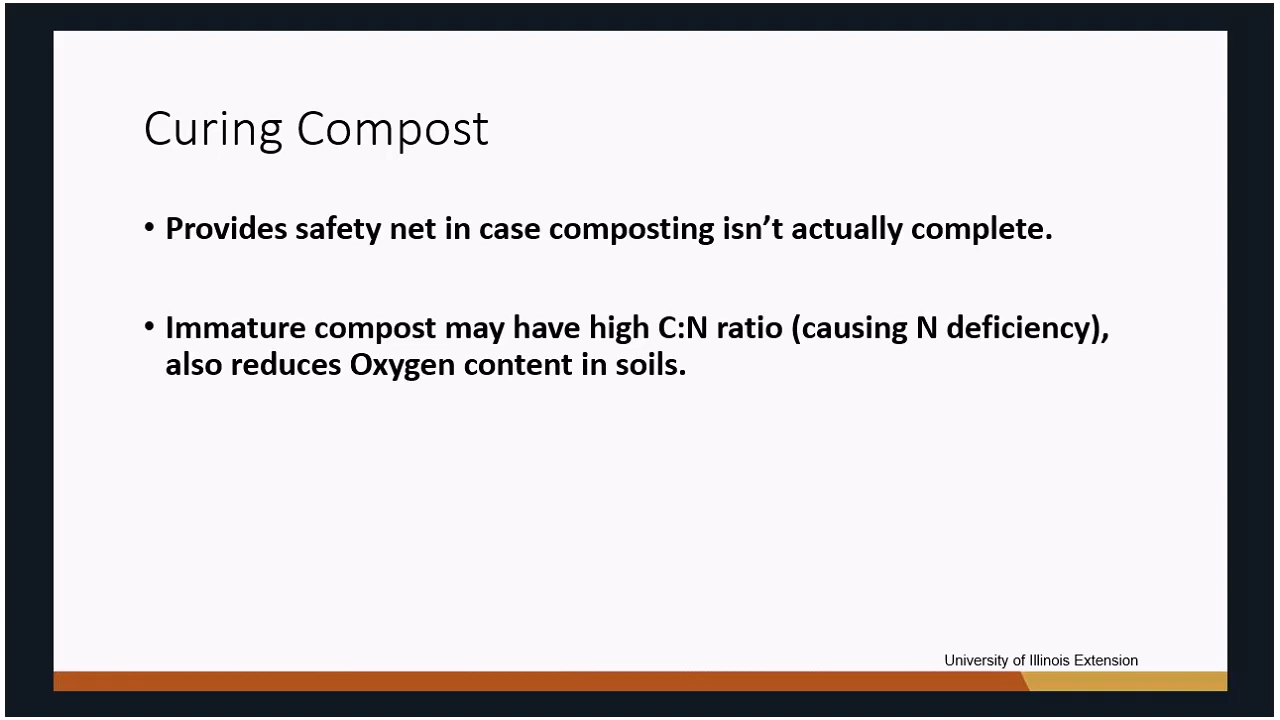 Curing Compost
• Provides safety net in case composting isn’t actually complete.
• Immature compost may have high C:N ratio (causing N deficiency),
also reduces Oxygen content in soils.
University of Illinois Extension